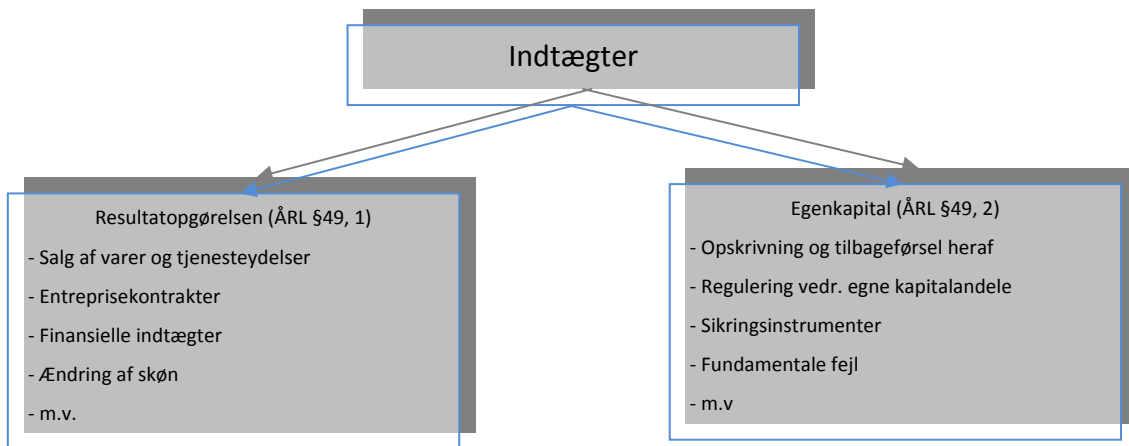 Indtægter
Resultatopgørelsen (ÅRL §49, 1)
- Salg af varer og tjenesteydelser
- Entreprisekontrakter
- Finansielle indtægter
- Ændring af skøn
- m.v.
Egenkapital (ÅRL §49, 2)
- Opskrivning og tilbageførsel heraf
- Regulering vedr. egne kapitalandele
- Sikringsinstrumenter
- Fundamentale fejl
- m.v